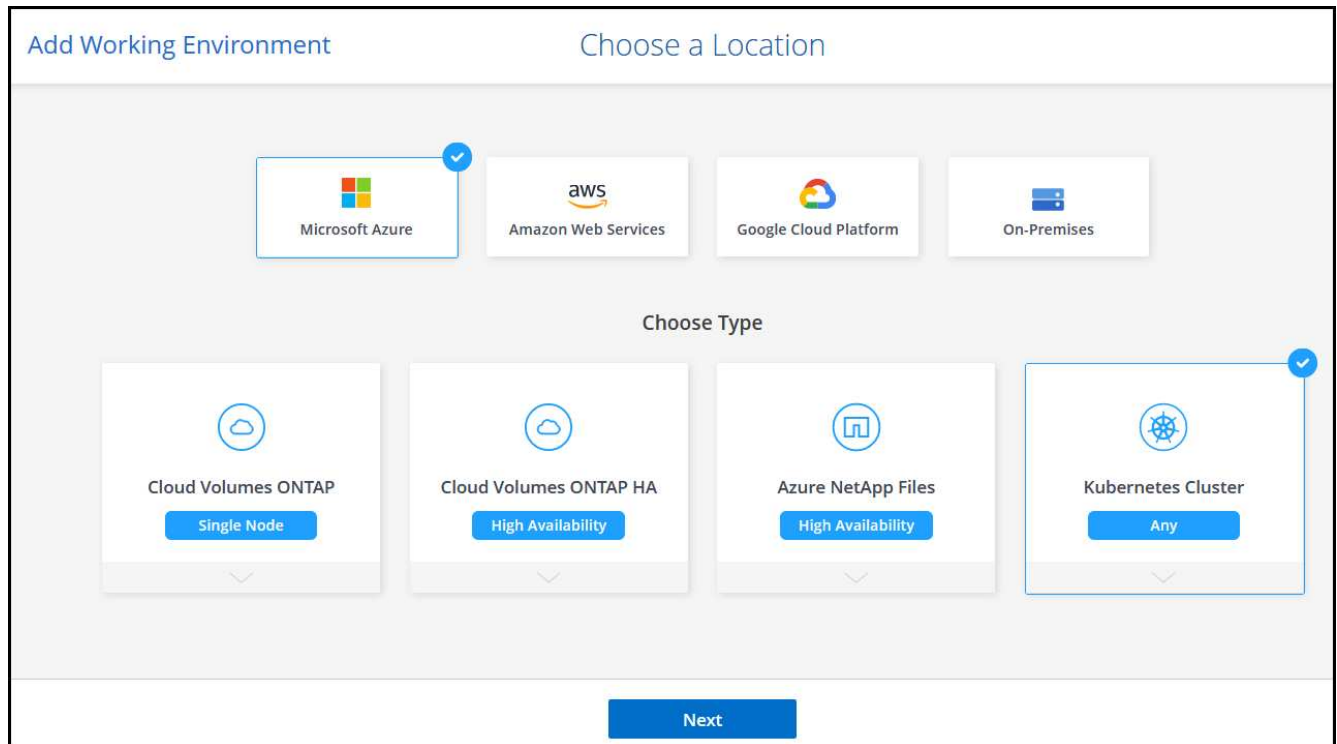 Add Working Environment
Choose a Location
aws
Microsoft Azure
Amazon Web Services
Google Cloud Platform
On-Premises
Choose Type
Cloud Volumes ONTAP
Cloud Volumes ONTAP HA
Azure NetApp Files
Kubernetes Cluster
Single Node
High Availability
High Availability
Any
Next